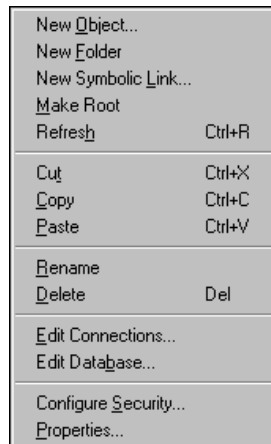 New Object...
New Folder
New Symbolic Link...
Make Root
Refresh Ctrl+R
Cut Ctrl+X
Copy Ctrl+C
Paste Ctrl+V
Rename
Delete Del
Edit Connections...
Edit Database...
Configure Security...
Properties...